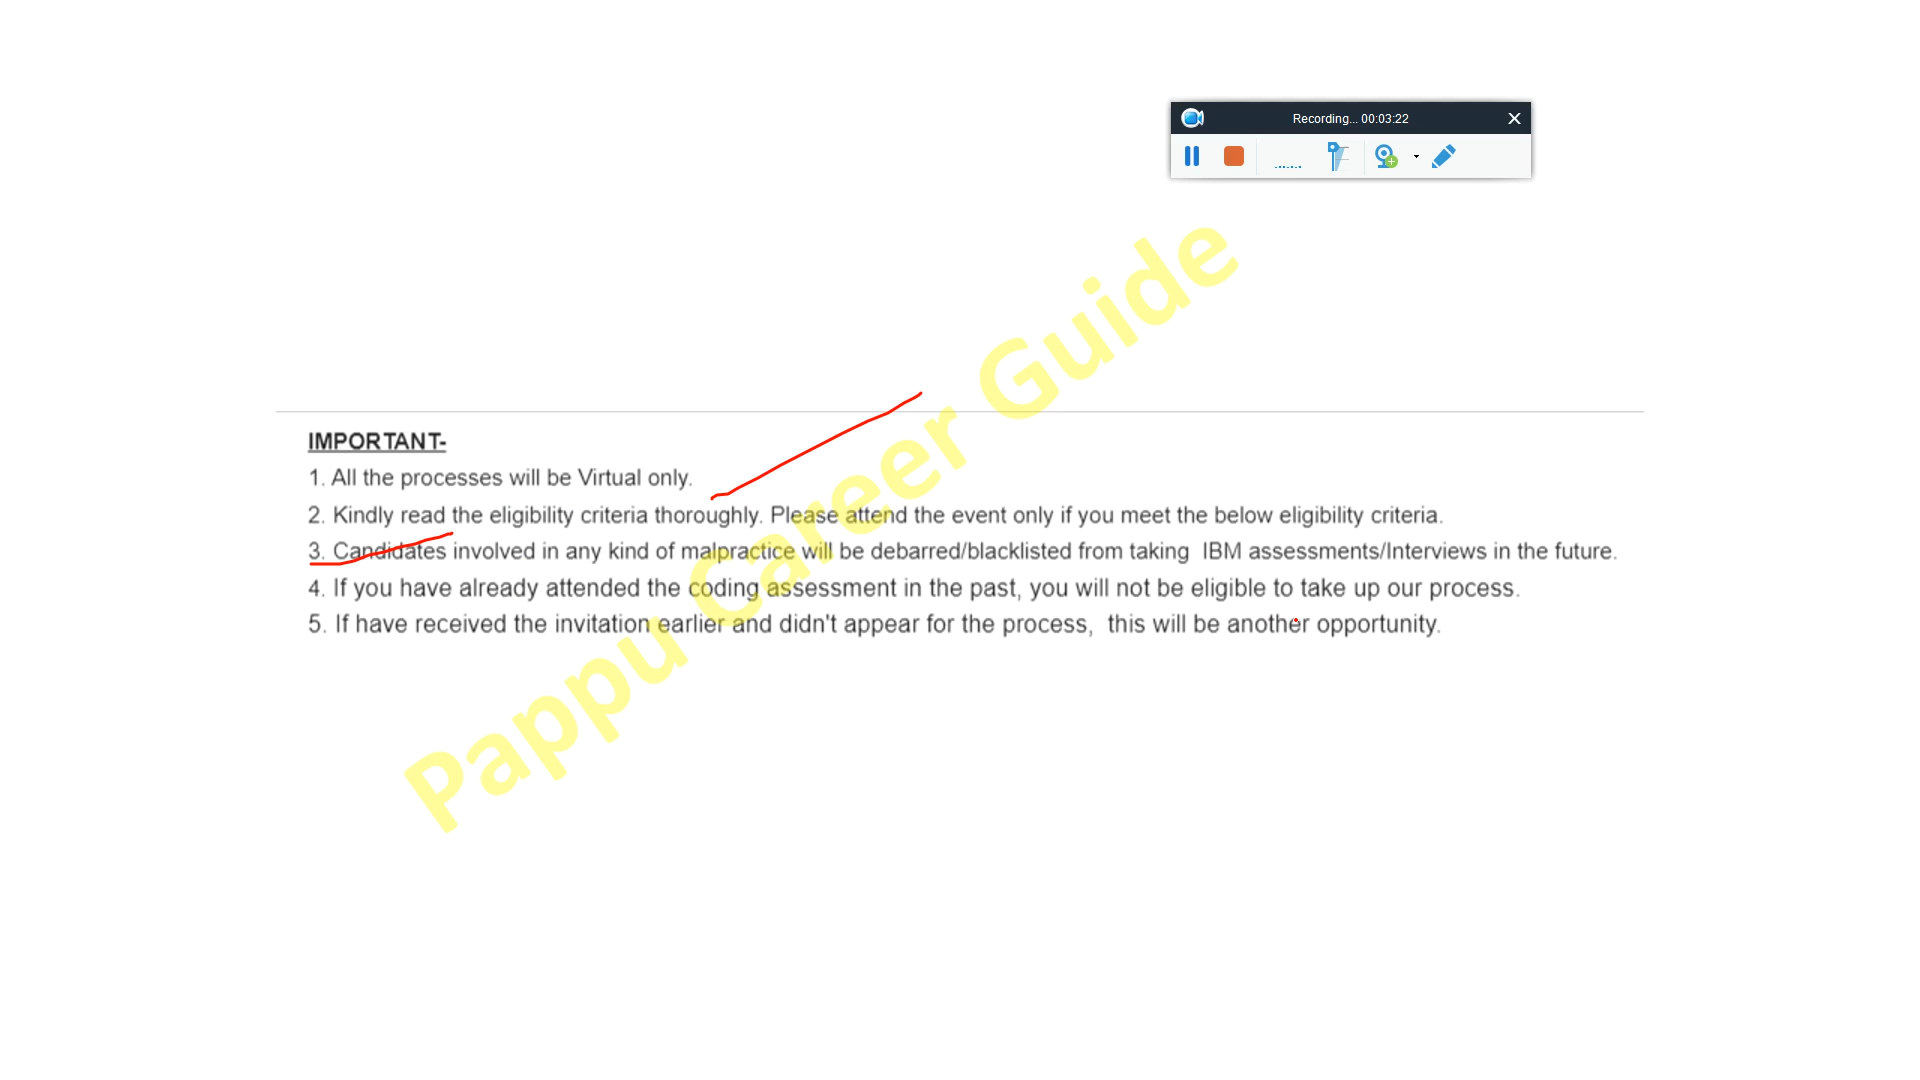 Recording... 00:03:22
IMPORTANT-
1. All the processes will be Virtual only.
2. Kindly read the eligibility criteria thoroughly. Please attend the event only if you meet the below eligibility criteria.
3. Candidates involved in any kind of malpractice will be debarred/blacklisted from taking  IBM assessments/Interviews in the future.
4. If you have already attended the coding assessment in the past, you will not be eligible to take up our process.
5. If have received the invitation earlier and didn't appear for the process,  this will be another opportunity.
Pappu Career Guide